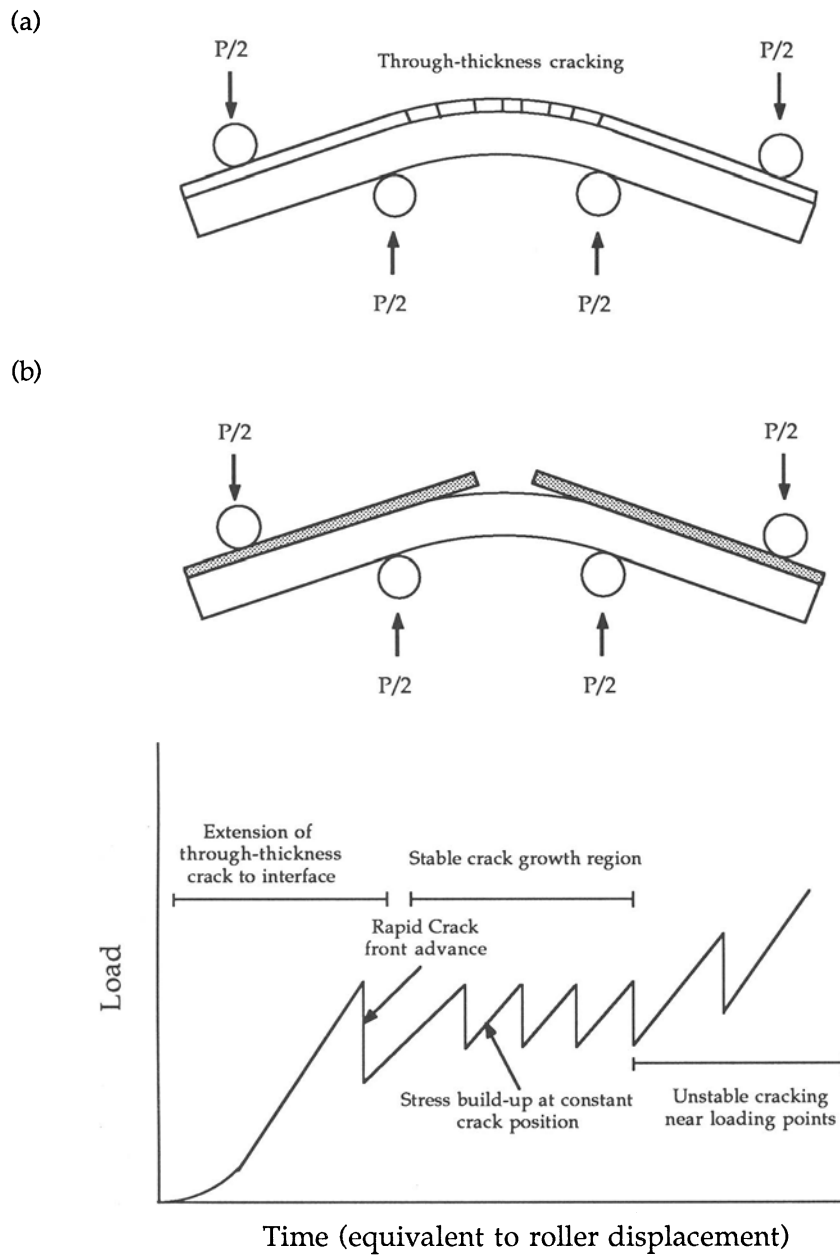 (a)
P/2
P/2
Through-thickness cracking
P/2
P/2
(b)
P/2
P/2
P/2
P/2
Extension of
through-thickness
crack to interface
Stable crack growth region
Rapid Crack
front advance
Load
Stress build-up at constant
crack position
Unstable cracking
near loading points
Time (equivalent to roller displacement)